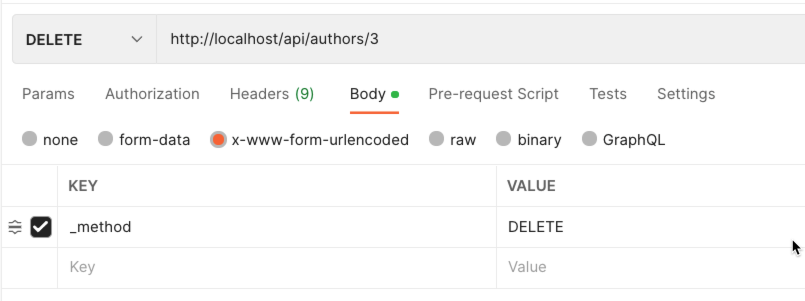 DELETE http://localhost/api/authors/3
Params Authorization Headers (9) Body Pre-request Script Tests Settings
none form-data x-www-form-urlencoded raw binary GraphQL
KEY VALUE
_method DELETE
Key Value